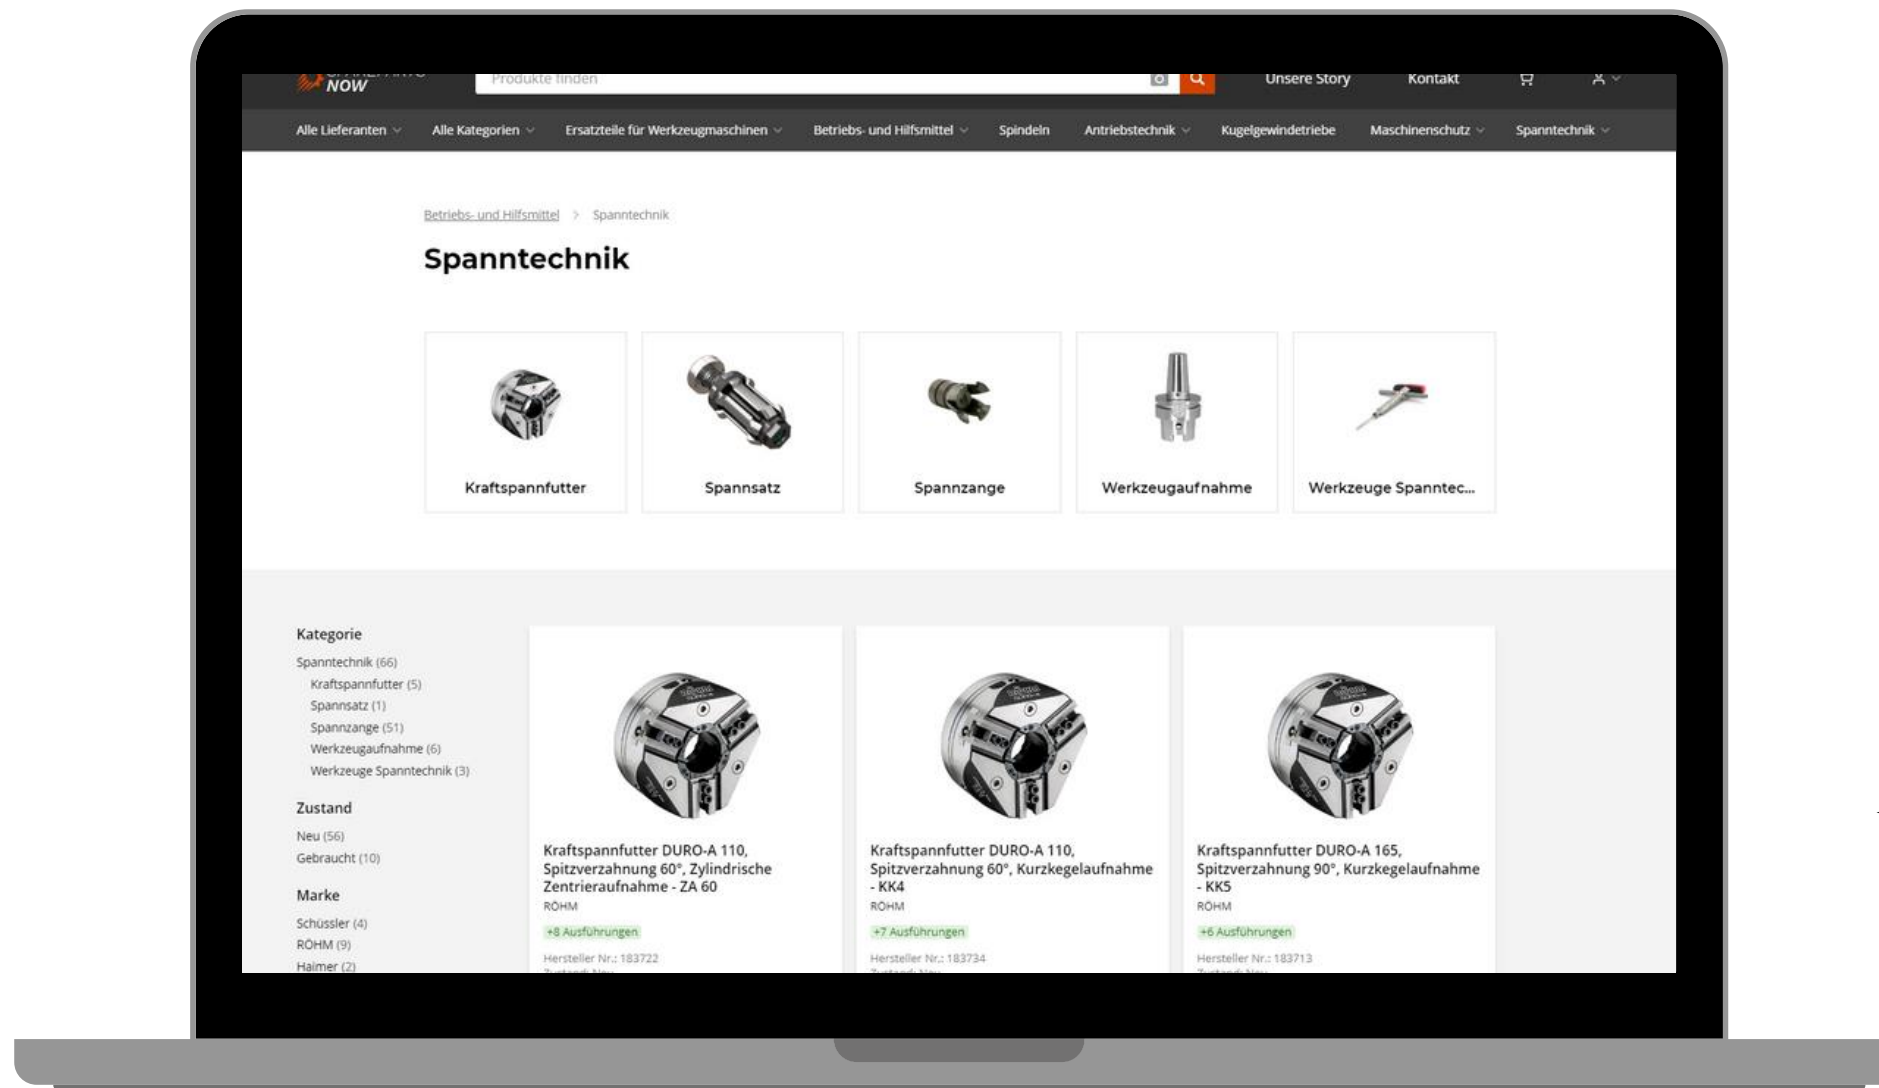 NOW
Produkte finden
Unsere Story
Kontakt
Alle Lieferanten
Alle Kategorien
Ersatzteile für Werkzeugmaschinen
Betriebs- und Hilfsmittel
Spindeln
Antriebstechnik
Kugelgewindetriebe
Maschinenschutz
Spanntechnik
Betriebs- und Hilfsmittel > Spanntechnik
Spanntechnik
Kraftspannfutter
Spannsatz
Spannzange
Werkzeugaufnahme
Werkzeuge Spanntec...
Kategorie
Spanntechnik (66)
Kraftspannfutter (5)
Spannsatz (1)
Spannzange (51)
Werkzeugaufnahme (6)
Werkzeuge Spanntechnik (3)
Zustand
Neu (56)
Gebraucht (10)
Marke
Schüssler (4)
RÖHM (9)
Haimer (2)
Kraftspannfutter DURO-A 110,
Spitzverzahnung 60°, Zylindrische
Zentrieraufnahme - ZA 60
RÖHM
+8 Ausführungen
Hersteller Nr.: 183722
Kraftspannfutter DURO-A 110,
Spitzverzahnung 60°, Kurzkegelaufnahme
- KK4
RÖHM
+7 Ausführungen
Hersteller Nr.: 183734
Kraftspannfutter DURO-A 165,
Spitzverzahnung 90°, Kurzkegelaufnahme
- KK5
RÖHM
+6 Ausführungen
Hersteller Nr.: 183713